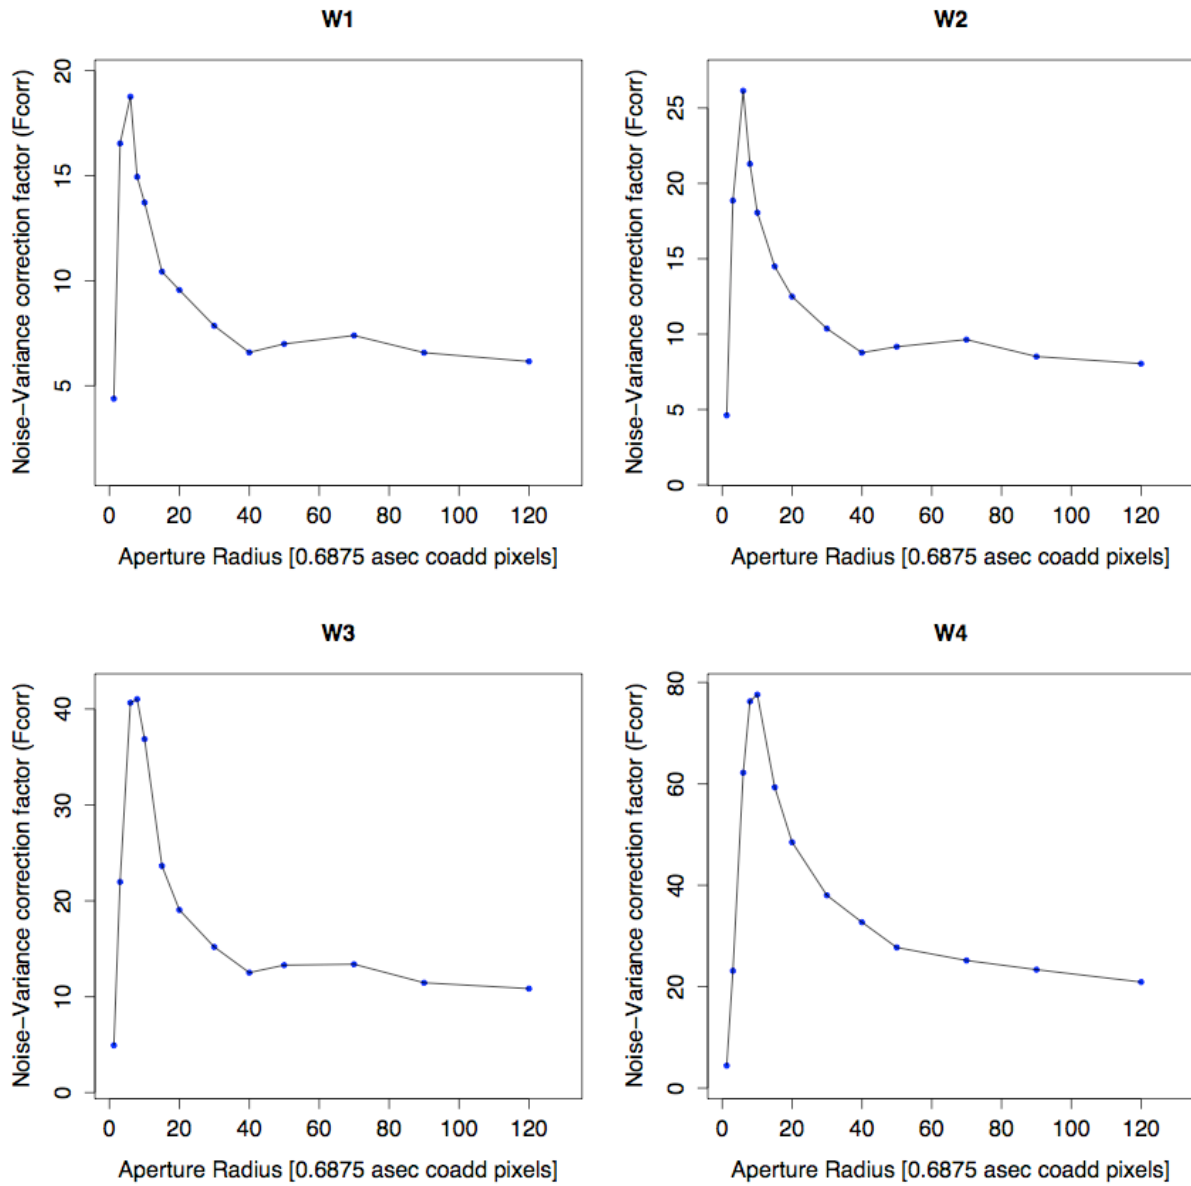 W1
Noise-Variance correction factor (Fcorr)
20
15
10
5
0 20 40 60 80 100 120
Aperture Radius [0.6875 asec coadd pixels]
W2
Noise-Variance correction factor (Fcorr)
25
20
15
10
5
0
0 20 40 60 80 100 120
Aperture Radius [0.6875 asec coadd pixels]
W3
Noise-Variance correction factor (Fcorr)
40
30
20
10
0
0 20 40 60 80 100 120
Aperture Radius [0.6875 asec coadd pixels]
W4
Noise-Variance correction factor (Fcorr)
80
60
40
20
0
0 20 40 60 80 100 120
Aperture Radius [0.6875 asec coadd pixels]